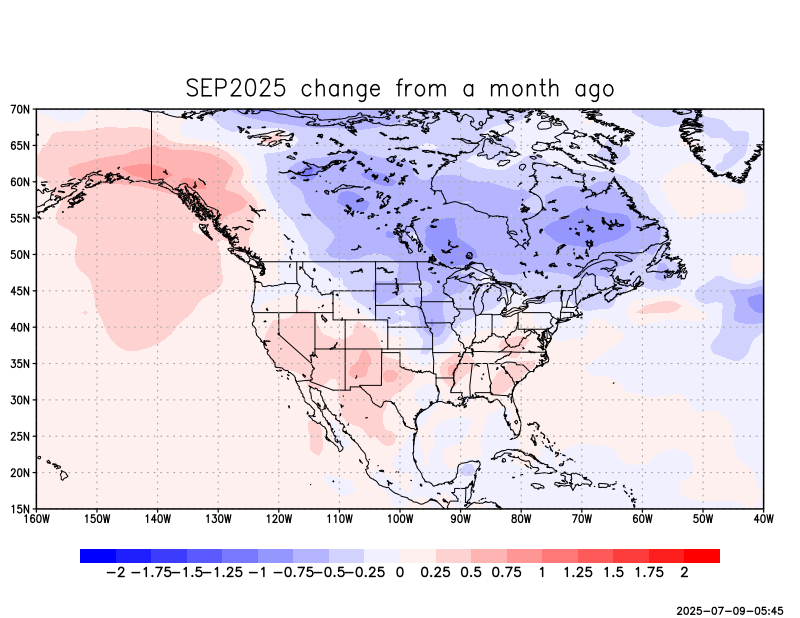 SEP2025 change from a month ago
70N
65N
60N
55N
50N
45N
40N
35N
30N
25N
20N
15N
160W 150W 140W 130W 120W 110W 100W 90W 80W 70W 60W 50W 40W
−2 −1.75 −1.5 −1.25 −1 −0.75 −0.5 −0.25 0 0.25 0.5 0.75 1 1.25 1.5 1.75 2
2025-07-09-05:45